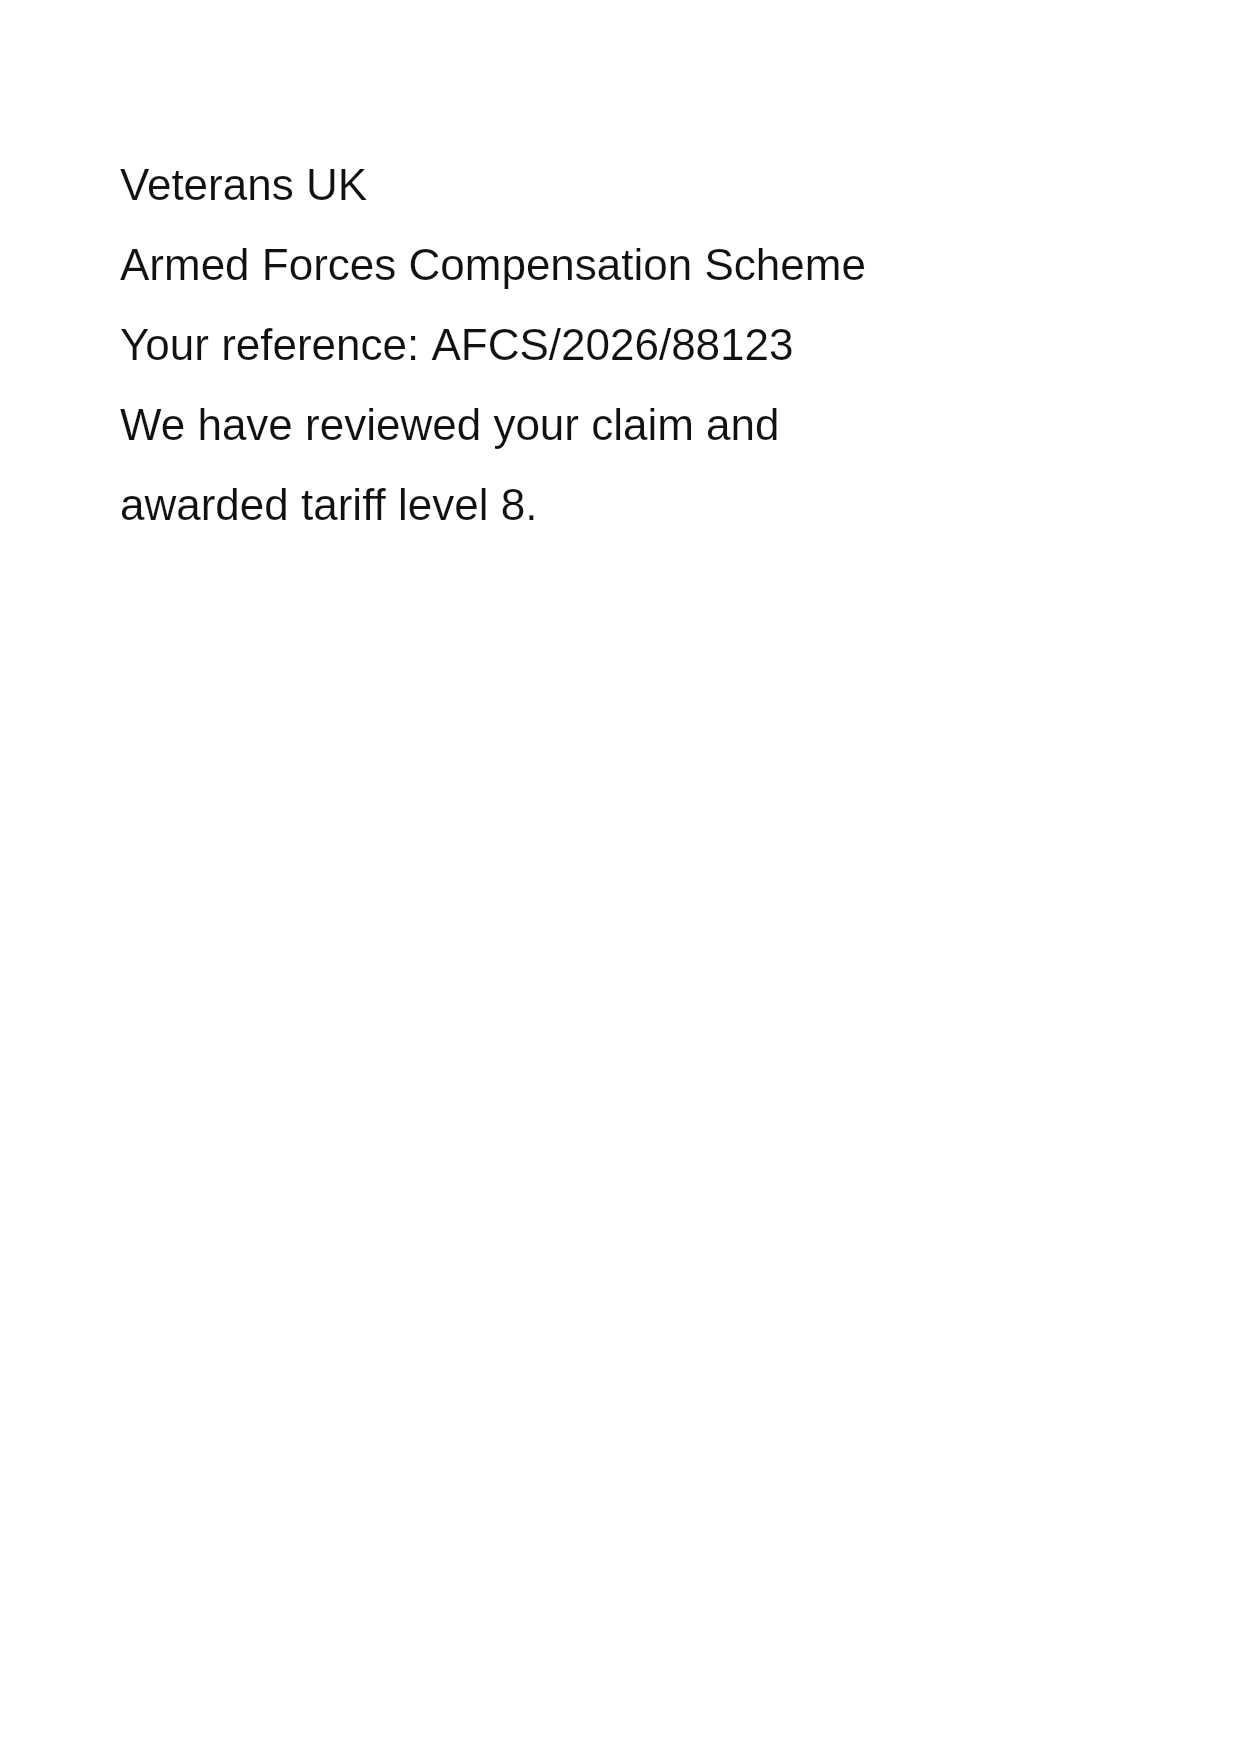 Veterans UK
Armed Forces Compensation Scheme
Your reference: AFCS/2026/88123
We have reviewed your claim and
awarded tariff level 8.